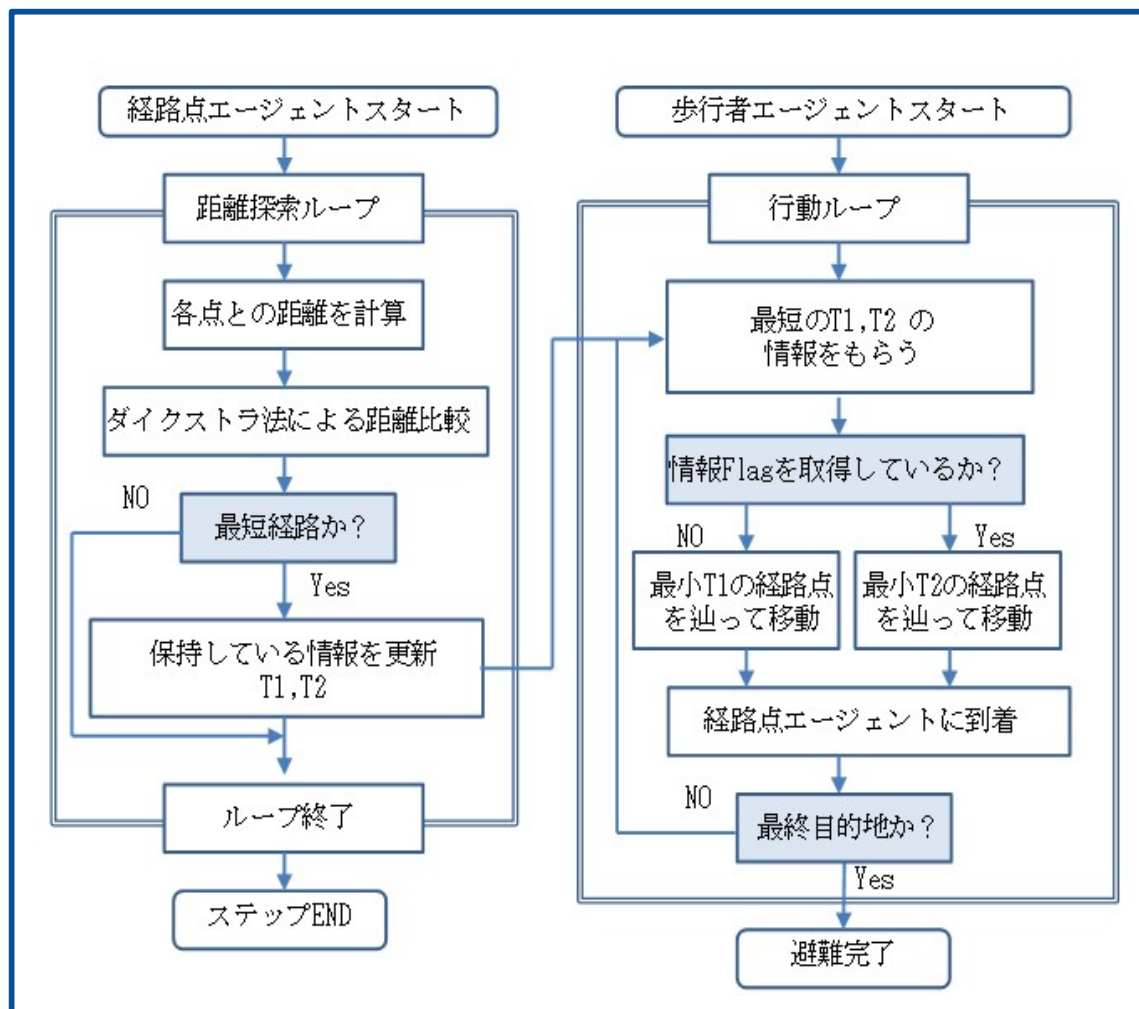 経路点エージェントスタート
距離探索ループ
各点との距離を計算
ダイクストラ法による距離比較
NO
最短経路か？
Yes
保持している情報を更新
T1,T2
ループ終了
ステップEND
歩行者エージェントスタート
行動ループ
最短のT1,T2 の
情報をもらう
情報Flagを取得しているか？
NO
Yes
最小T1の経路点
を辿って移動
最小T2の経路点
を辿って移動
経路点エージェントに到着
NO
最終目的地か？
Yes
避難完了